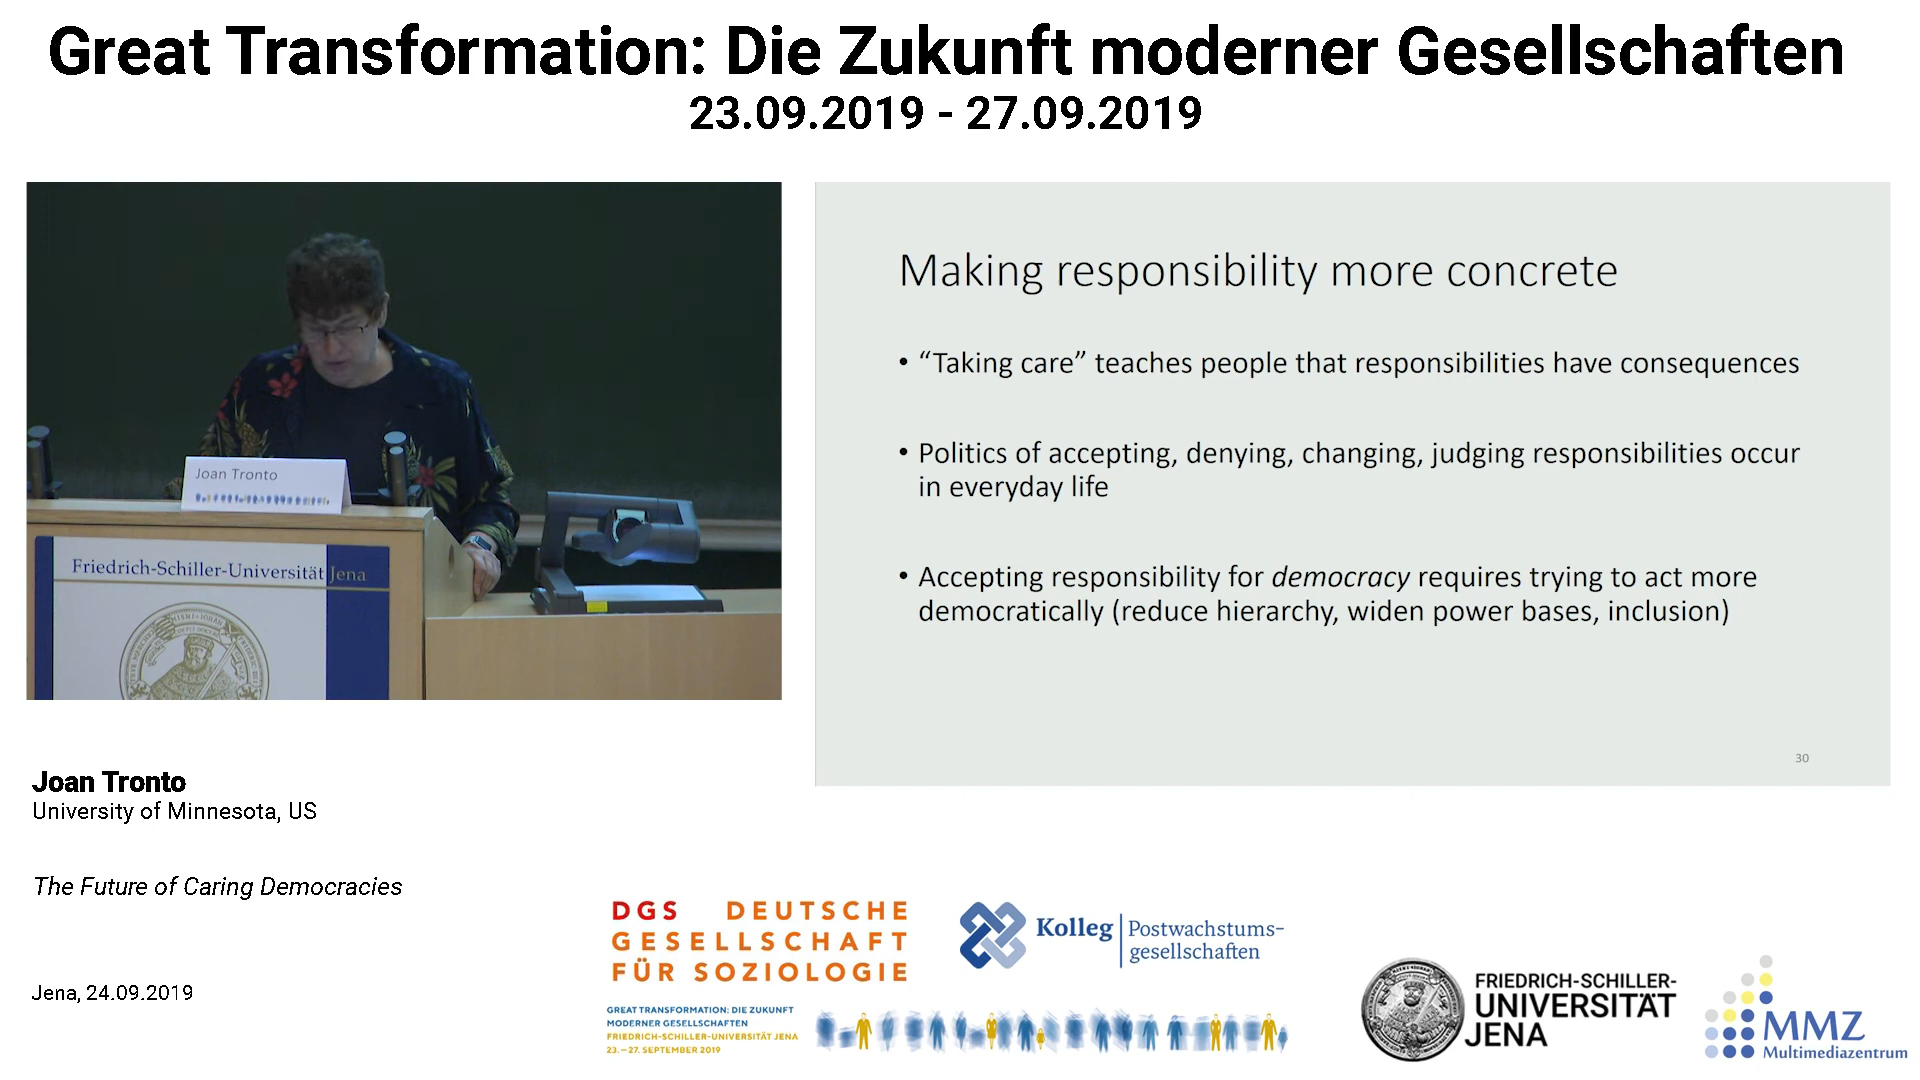 Great Transformation: Die Zukunft moderner Gesellschaften
23.09.2019 - 27.09.2019
Joan Tronto
Friedrich-Schiller-Universität Jena
Making responsibility more concrete
• “Taking care” teaches people that responsibilities have consequences
• Politics of accepting, denying, changing, judging responsibilities occur
in everyday life
• Accepting responsibility for democracy requires trying to act more
democratically (reduce hierarchy, widen power bases, inclusion)
30
Joan Tronto
University of Minnesota, US
The Future of Caring Democracies
Jena, 24.09.2019
DGS DEUTSCHE
GESELLSCHAFT
FÜR SOZIOLOGIE
GREAT TRANSFORMATION: DIE ZUKUNFT
MODERNER GESELLSCHAFTEN
FRIEDRICH-SCHILLER-UNIVERSITÄT JENA
23.–27. SEPTEMBER 2019
Kolleg Postwachstums-
gesellschaften
FRIEDRICH-SCHILLER-
UNIVERSITÄT
JENA
MMZ
Multimediazentrum